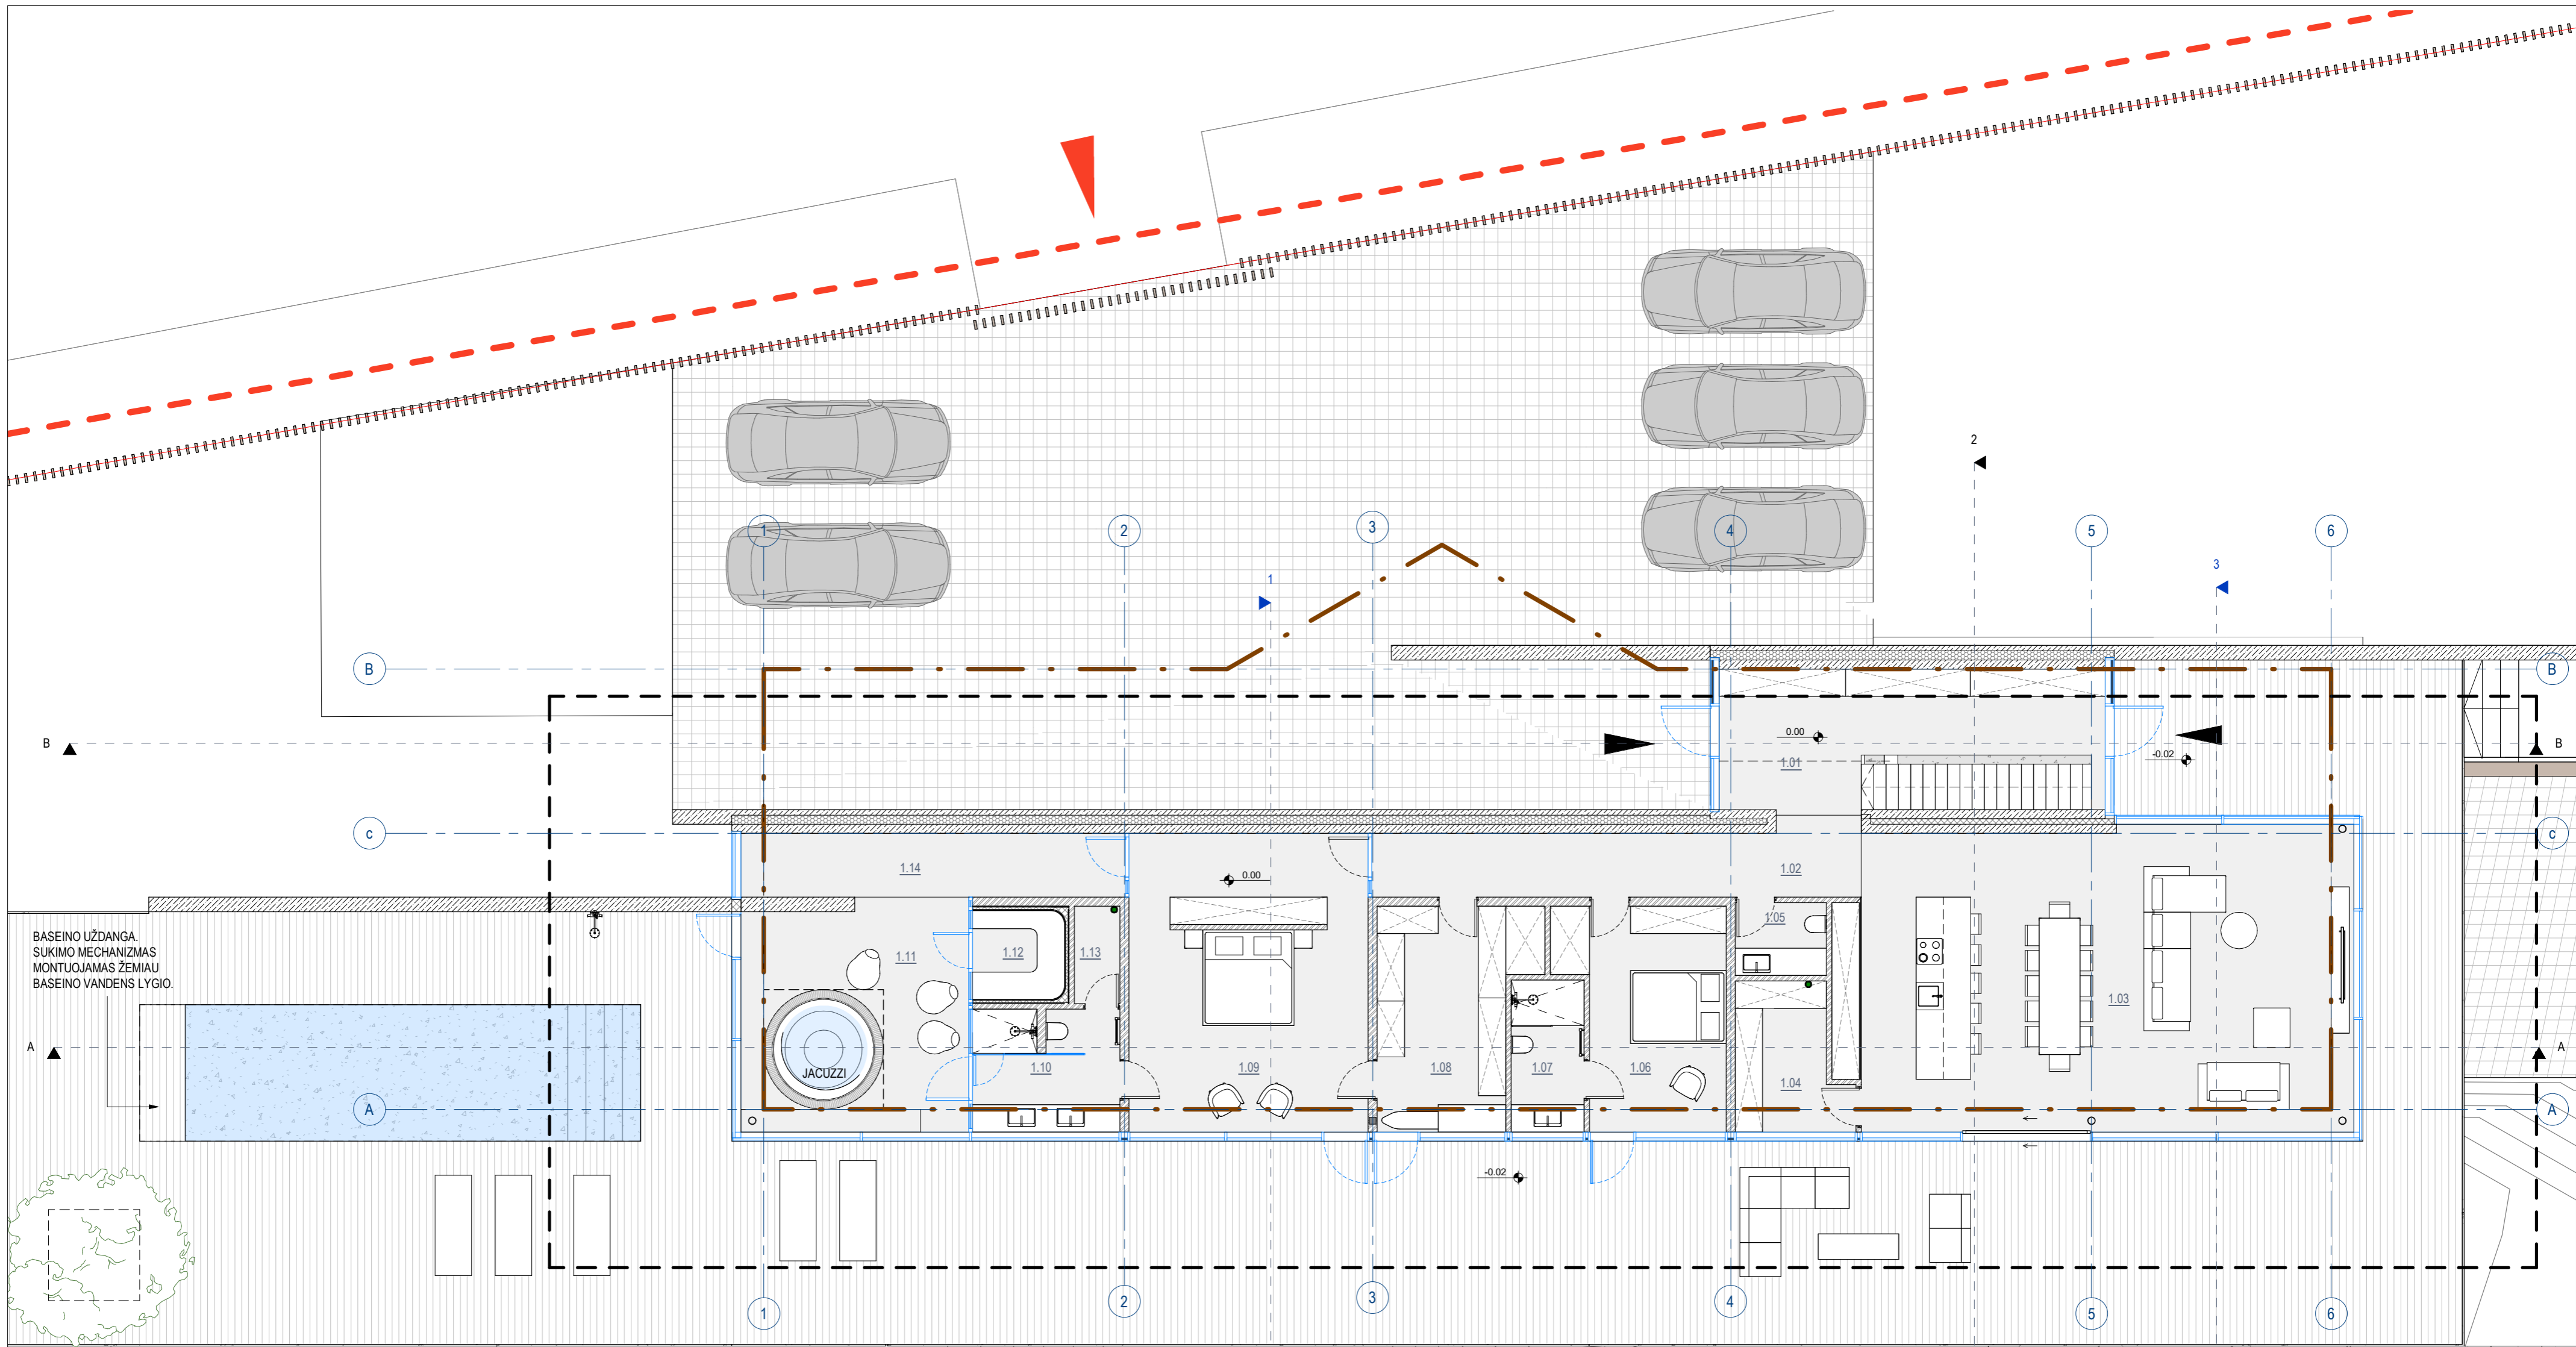 2
1
2
3
4
5
6
1
3
B
B
B
0.00
B
1.01
-0.02
c
c
1.14
0.00
1.02
1.05
BASEINO UŽDANGA.
SUKIMO MECHANIZMAS
MONTUOJAMAS ŽEMIAU
BASEINO VANDENS LYGIO.
1.11
1.12
1.13
1.03
A
A
JACUZZI
1.10
1.09
1.08
1.07
1.06
1.04
A
A
-0.02
1
2
3
4
5
6